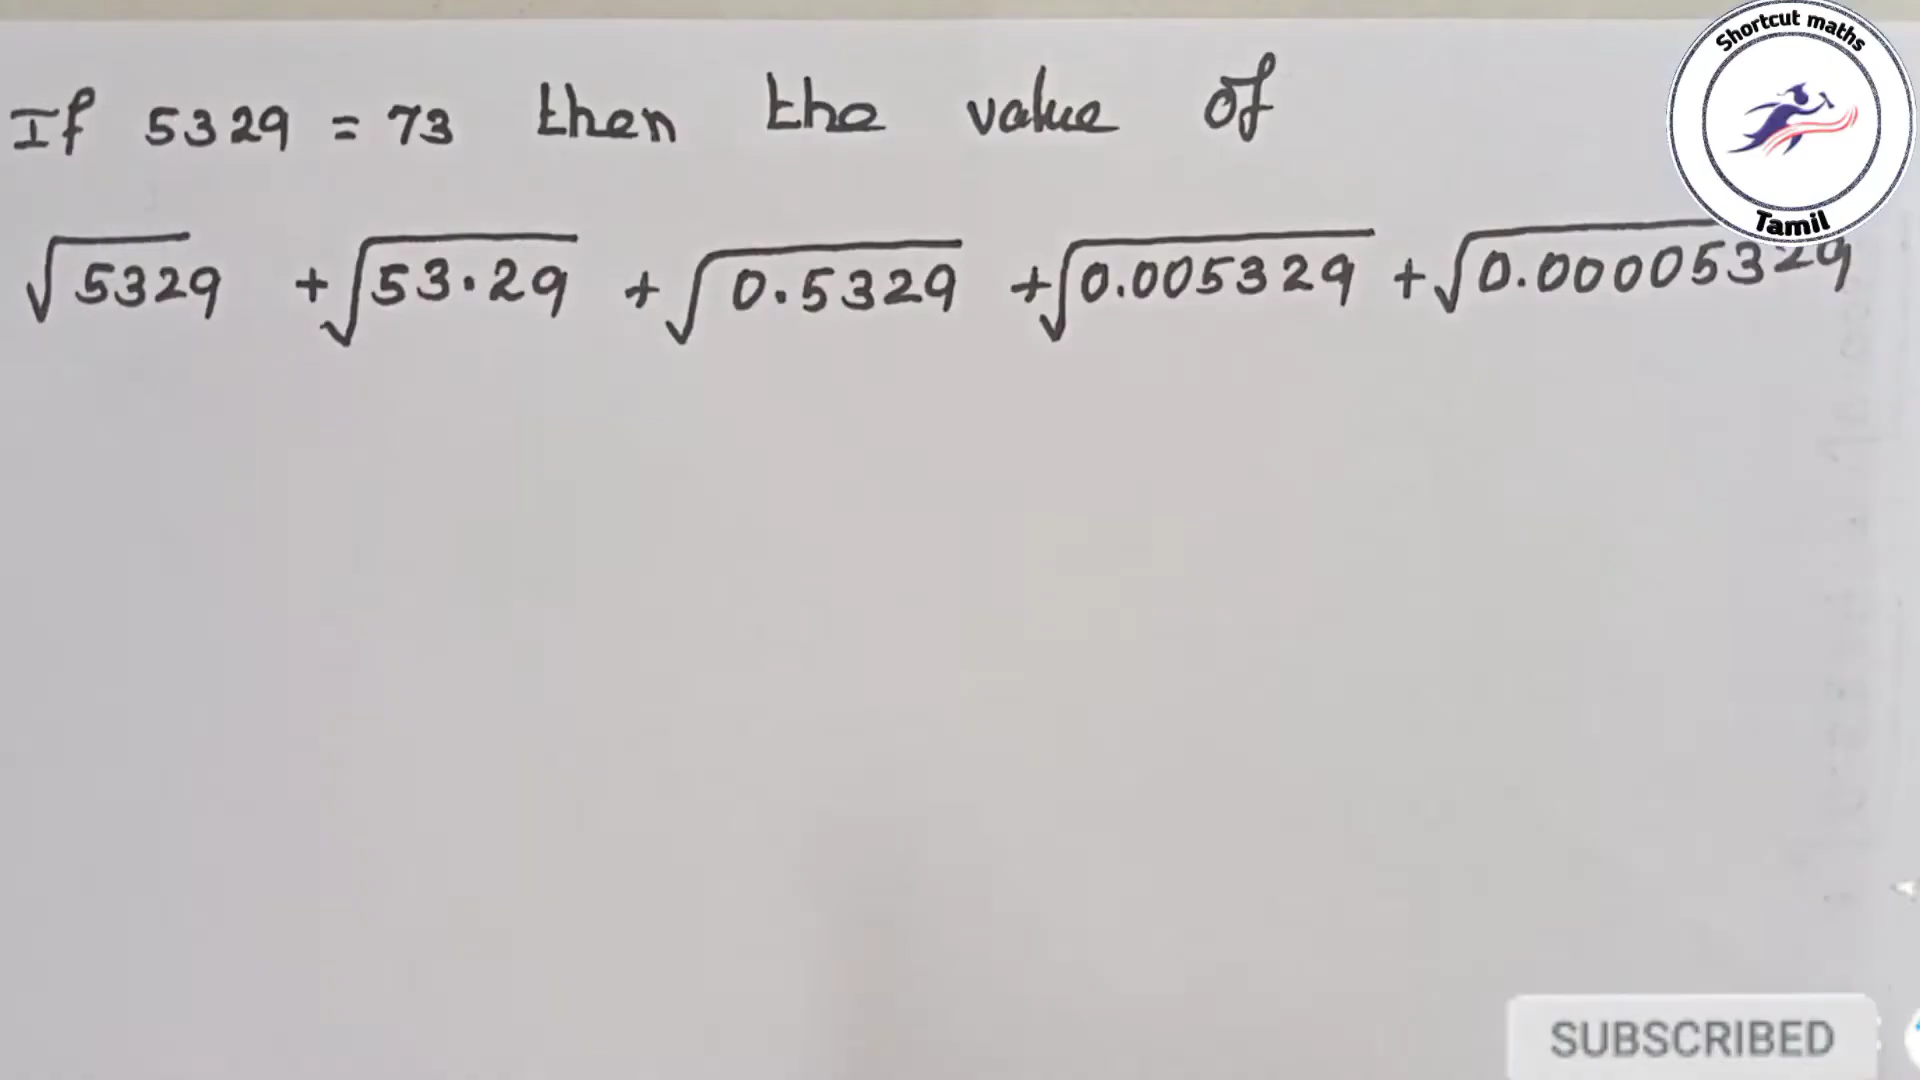 Shortcut maths
If 5329 = 73 then the value of
Tamil
√5329 + √53.29 + √0.5329 + √0.005329 + √0.00005329
SUBSCRIBED